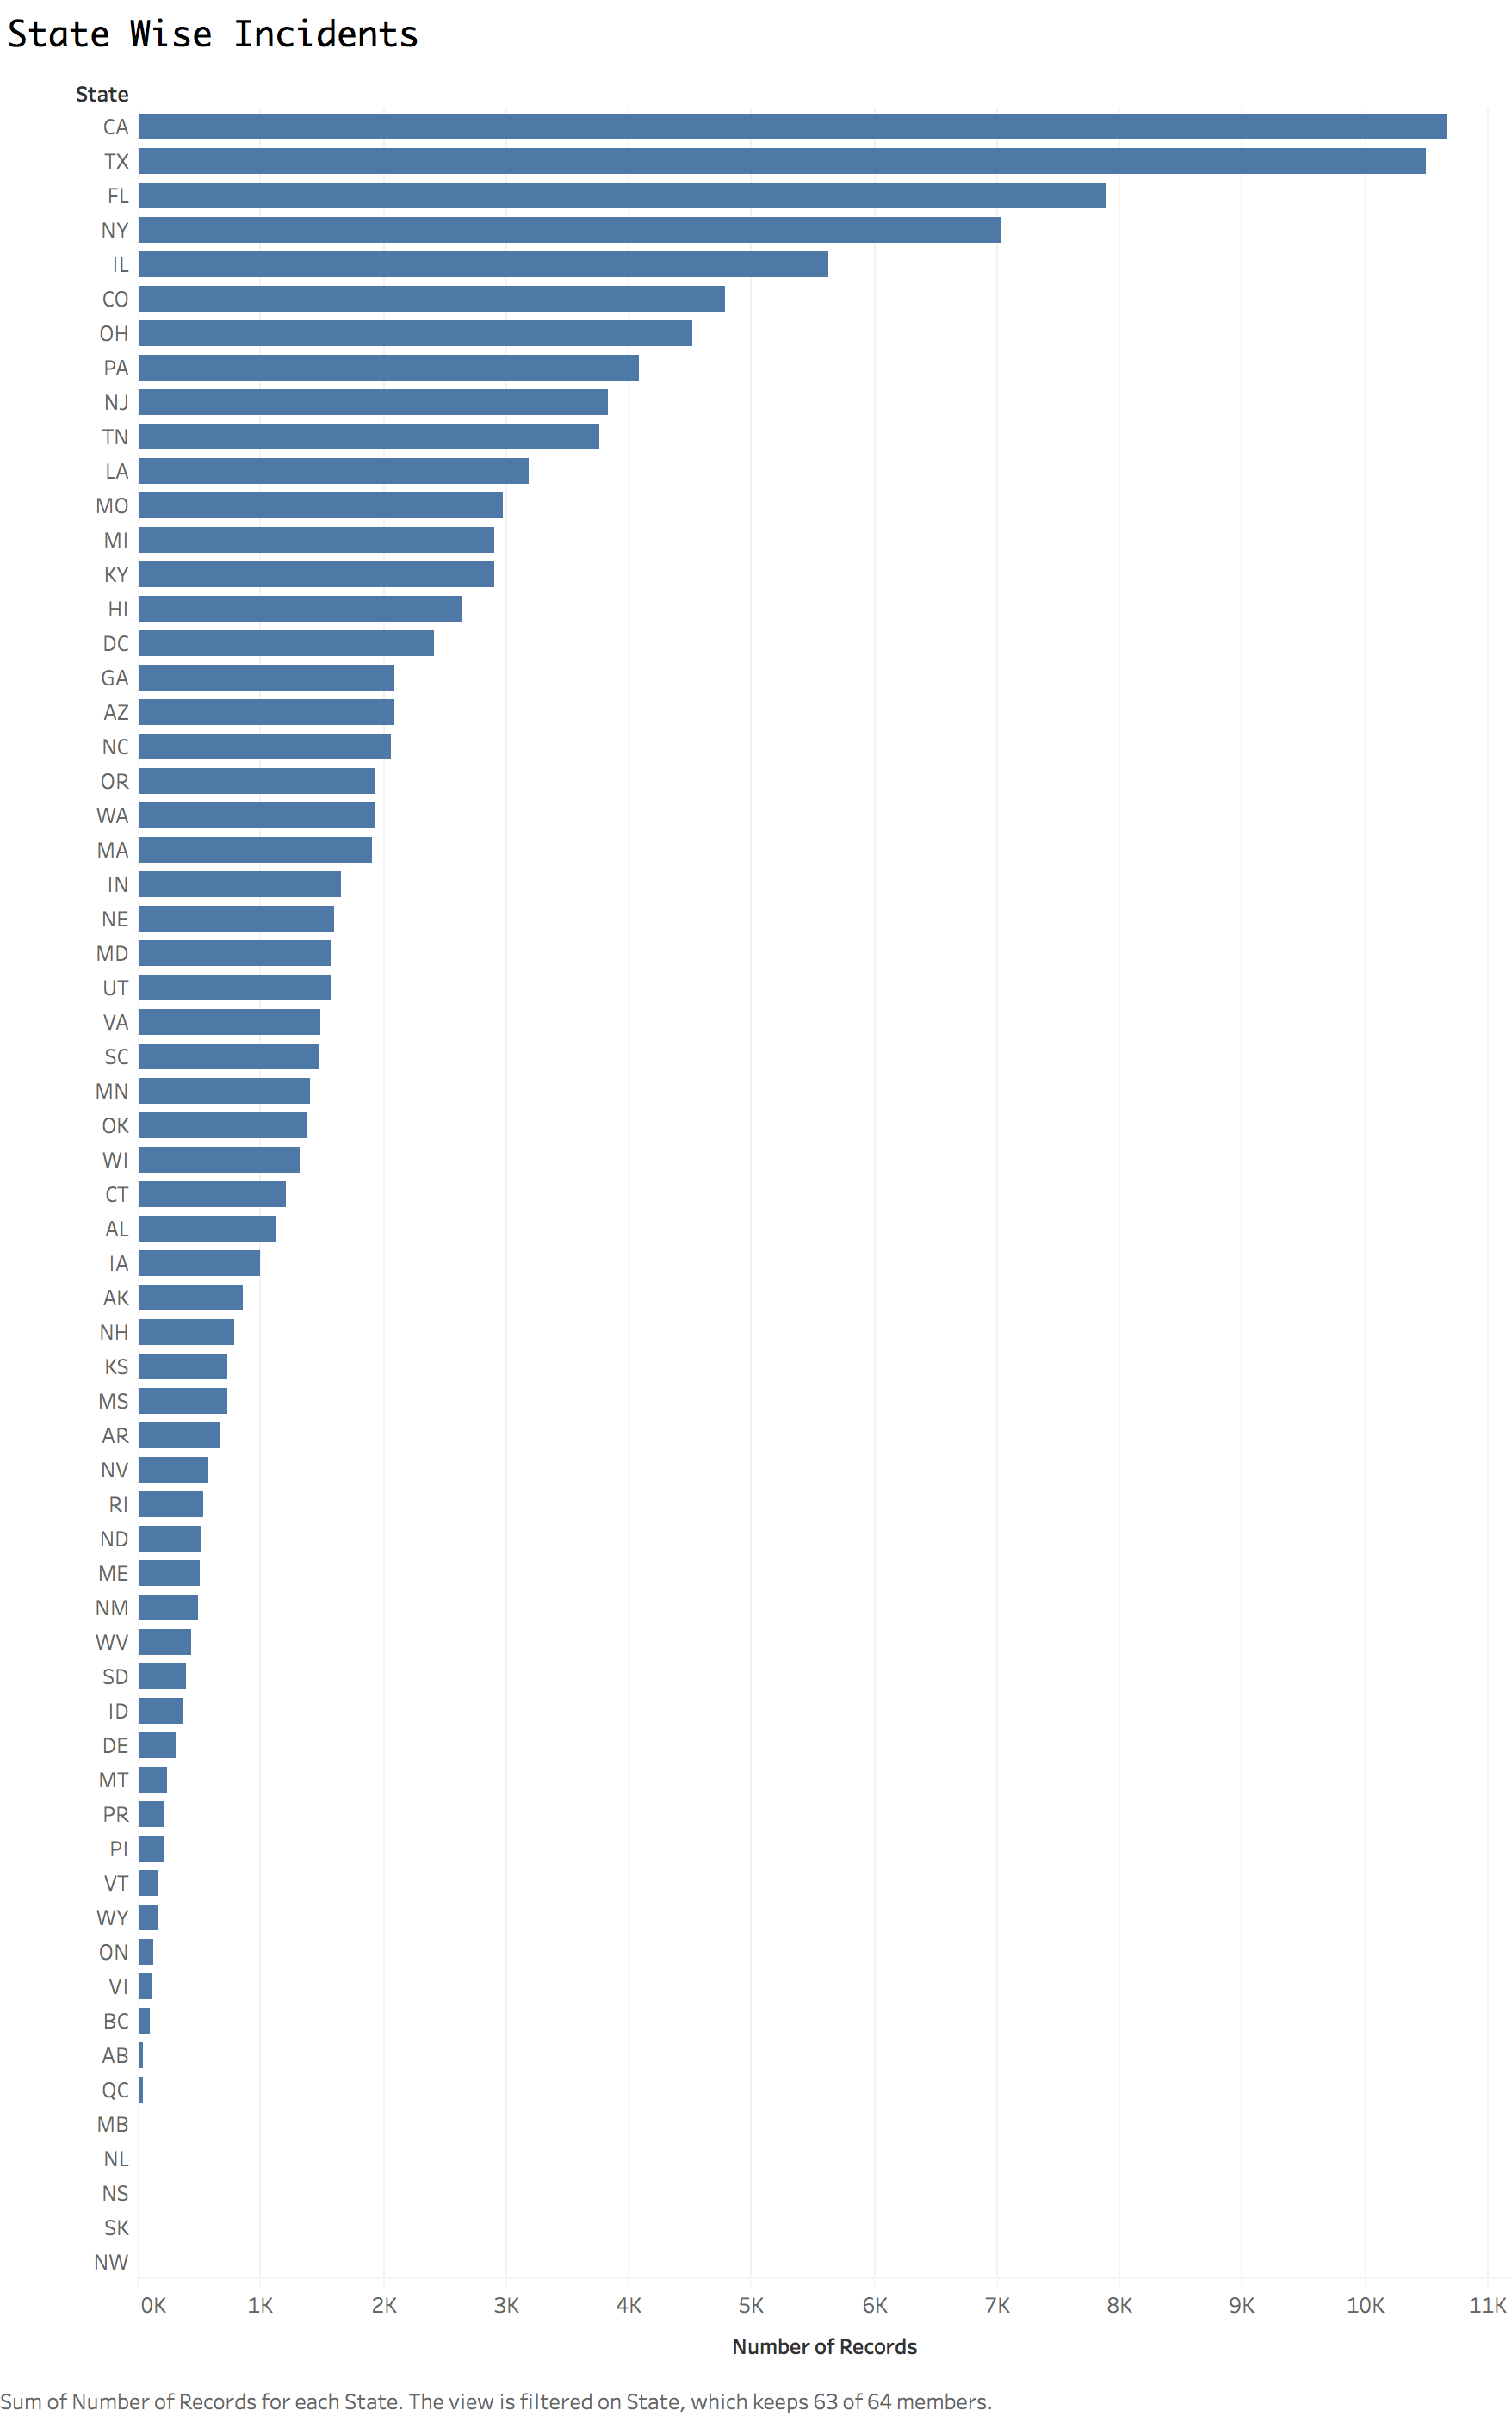 State Wise Incidents
State
CA
TX
FL
NY
IL
CO
OH
PA
NJ
TN
LA
MO
MI
KY
HI
DC
GA
AZ
NC
OR
WA
MA
IN
NE
MD
UT
VA
SC
MN
OK
WI
CT
AL
IA
AK
NH
KS
MS
AR
NV
RI
ND
ME
NM
WV
SD
ID
DE
MT
PR
PI
VT
WY
ON
VI
BC
AB
QC
MB
NL
NS
SK
NW
0K 1K 2K 3K 4K 5K 6K 7K 8K 9K 10K 11K
Number of Records
Sum of Number of Records for each State. The view is filtered on State, which keeps 63 of 64 members.